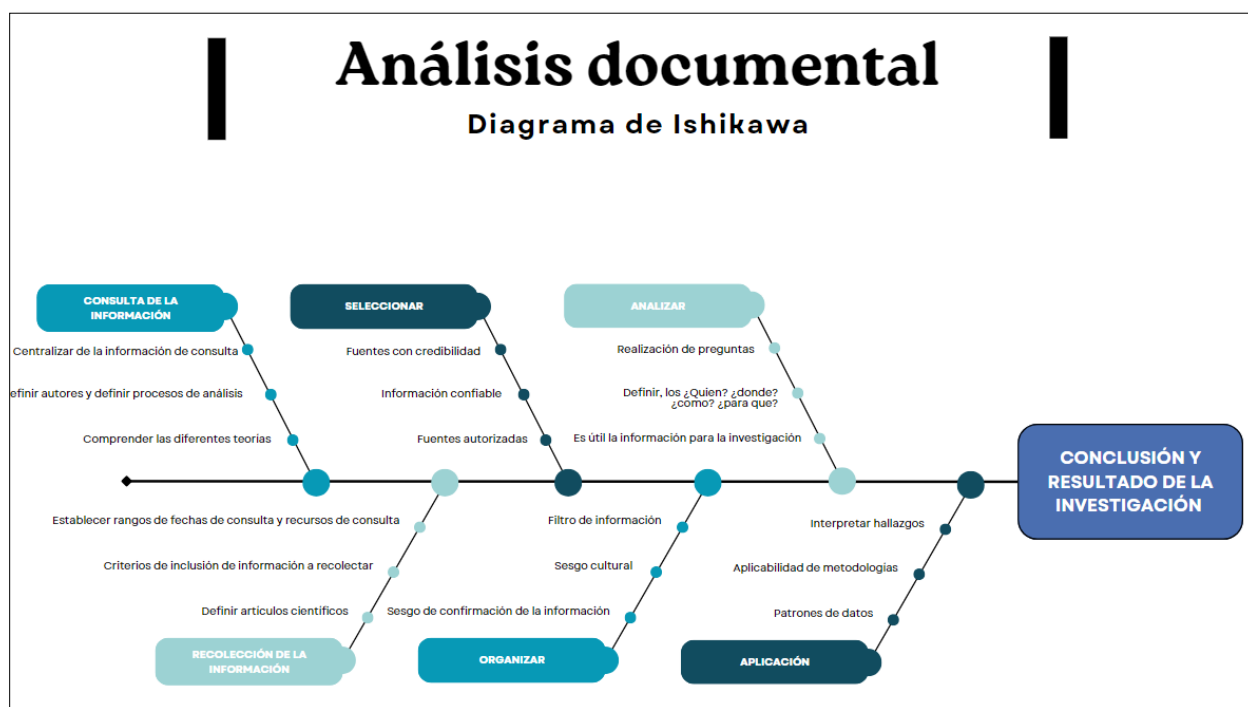 Análisis documental
Diagrama de Ishikawa
CONSULTA DE LA
INFORMACIÓN
Centralizar de la información de consulta
efinir autores y definir procesos de análisis
Comprender las diferentes teorías
SELECCIONAR
Fuentes con credibilidad
Información confiable
Fuentes autorizadas
ANALIZAR
Realización de preguntas
Definir, los ¿Quien? ¿donde?
¿como? ¿para que?
Es útil la información para la investigación
CONCLUSIÓN Y
RESULTADO DE LA
INVESTIGACIÓN
Establecer rangos de fechas de consulta y recursos de consulta
Criterios de inclusión de información a recolectar
Definir artículos científicos
RECOLECCIÓN DE LA
INFORMACIÓN
Filtro de información
Sesgo cultural
Sesgo de confirmación de la información
ORGANIZAR
Interpretar hallazgos
Aplicabilidad de metodologías
Patrones de datos
APLICACIÓN